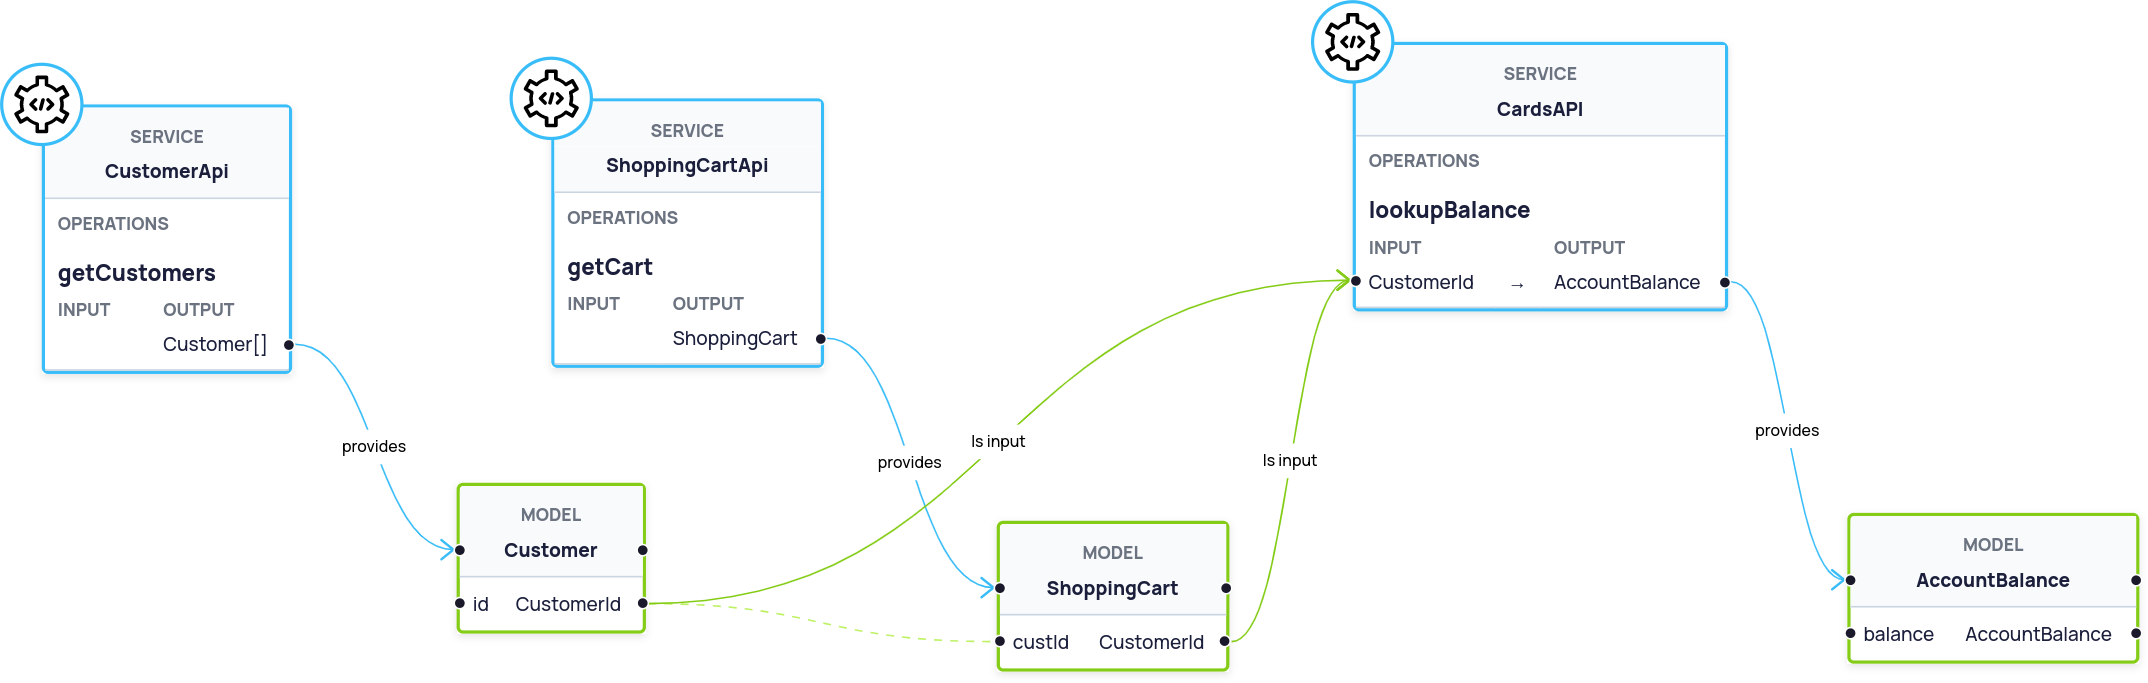 SERVICE
CustomerApi
OPERATIONS
getCustomers
INPUT OUTPUT
Customer[]
SERVICE
ShoppingCartApi
OPERATIONS
getCart
INPUT OUTPUT
ShoppingCart
SERVICE
CardsAPI
OPERATIONS
lookupBalance
INPUT OUTPUT
CustomerId → AccountBalance
provides
provides
Is input
Is input
provides
MODEL
Customer
id CustomerId
MODEL
ShoppingCart
custId CustomerId
MODEL
AccountBalance
balance AccountBalance